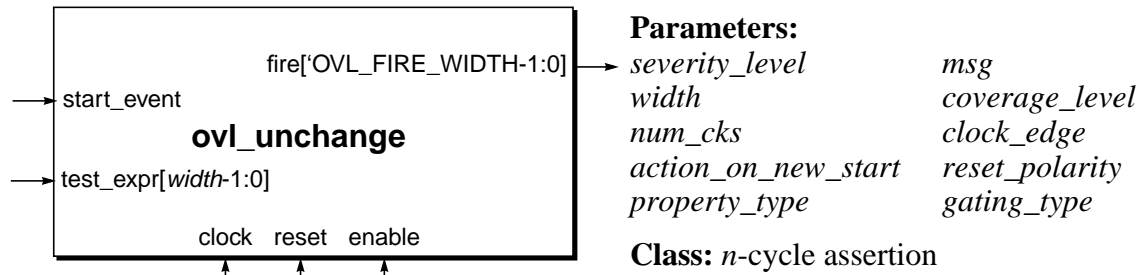 fire[‘OVL_FIRE_WIDTH-1:0]
start_event
ovl_unchange
test_expr[width-1:0]
clock reset enable
Parameters:
severity_level msg
width coverage_level
num_cks clock_edge
action_on_new_start reset_polarity
property_type gating_type
Class: n-cycle assertion